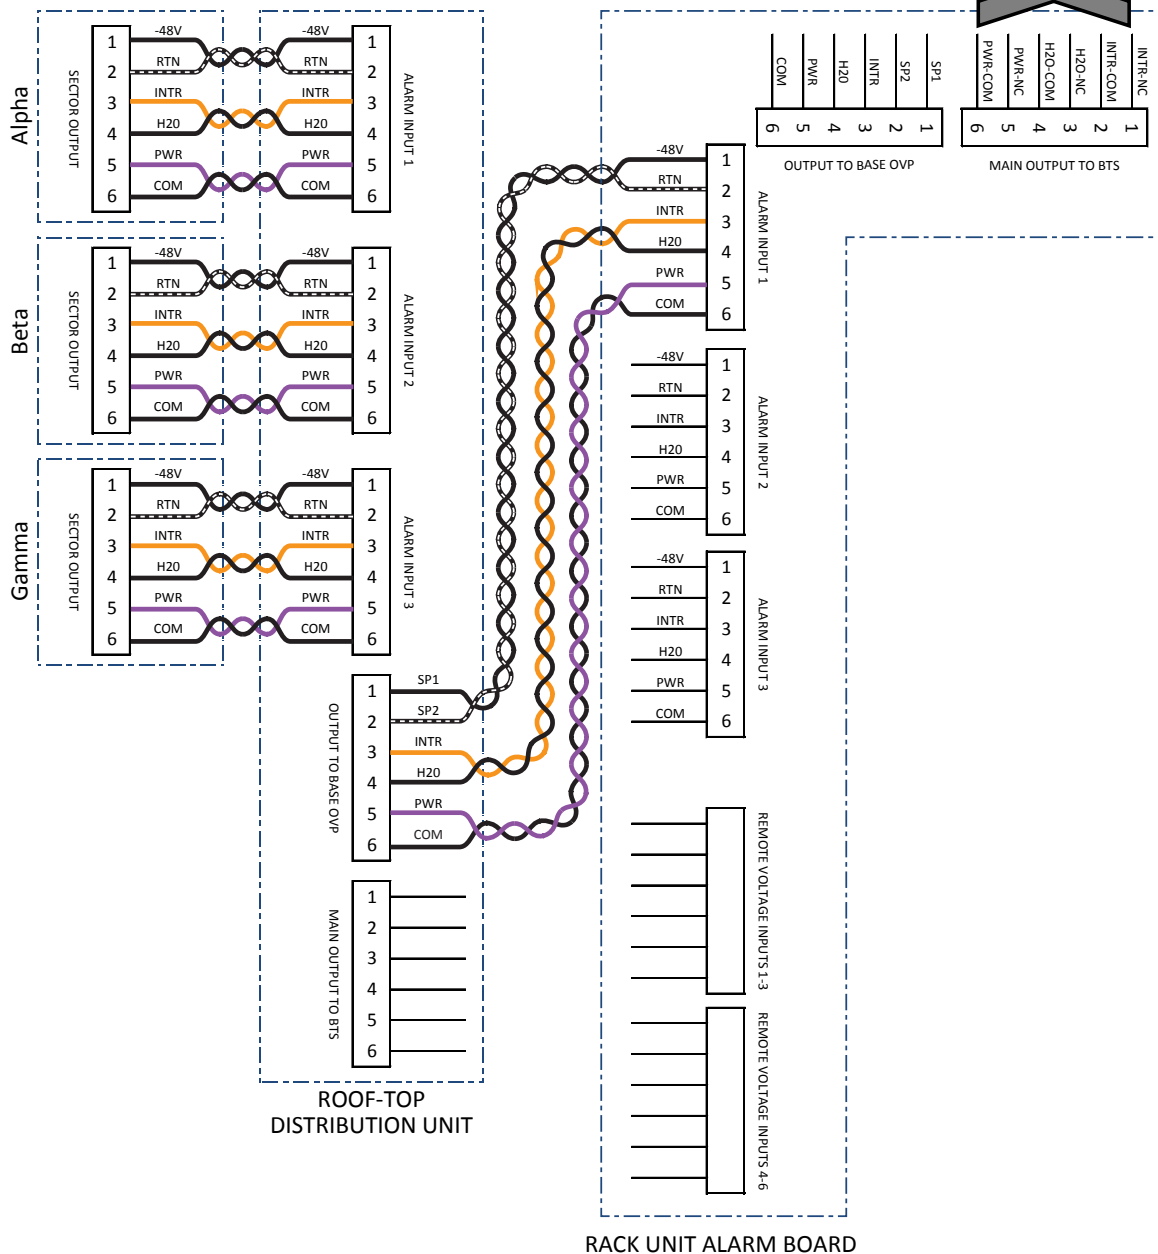 Alpha
SECTOR OUTPUT
1
2
3
4
5
6
-48V
RTN
INTR
H20
PWR
COM
-48V
RTN
INTR
H20
PWR
COM
1
2
3
4
5
6
ALARM INPUT 1
Beta
SECTOR OUTPUT
1
2
3
4
5
6
-48V
RTN
INTR
H20
PWR
COM
-48V
RTN
INTR
H20
PWR
COM
1
2
3
4
5
6
ALARM INPUT 2
Gamma
SECTOR OUTPUT
1
2
3
4
5
6
-48V
RTN
INTR
H20
PWR
COM
-48V
RTN
INTR
H20
PWR
COM
1
2
3
4
5
6
ALARM INPUT 3
OUTPUT TO BASE OVP
1
2
3
4
5
6
SP1
SP2
INTR
H20
PWR
COM
MAIN OUTPUT TO BTS
1
2
3
4
5
6
ROOF-TOP
DISTRIBUTION UNIT
COM
PWR
H20
INTR
SP2
SP1
6
5
4
3
2
1
OUTPUT TO BASE OVP
PWR-COM
PWR-NC
H2O-COM
H2O-NC
INTR-COM
INTR-NC
6
5
4
3
2
1
MAIN OUTPUT TO BTS
-48V
RTN
INTR
H20
PWR
COM
1
2
3
4
5
6
ALARM INPUT 1
-48V
RTN
INTR
H20
PWR
COM
1
2
3
4
5
6
ALARM INPUT 2
-48V
RTN
INTR
H20
PWR
COM
1
2
3
4
5
6
ALARM INPUT 3
REMOTE VOLTAGE INPUTS 1-3
REMOTE VOLTAGE INPUTS 4-6
RACK UNIT ALARM BOARD